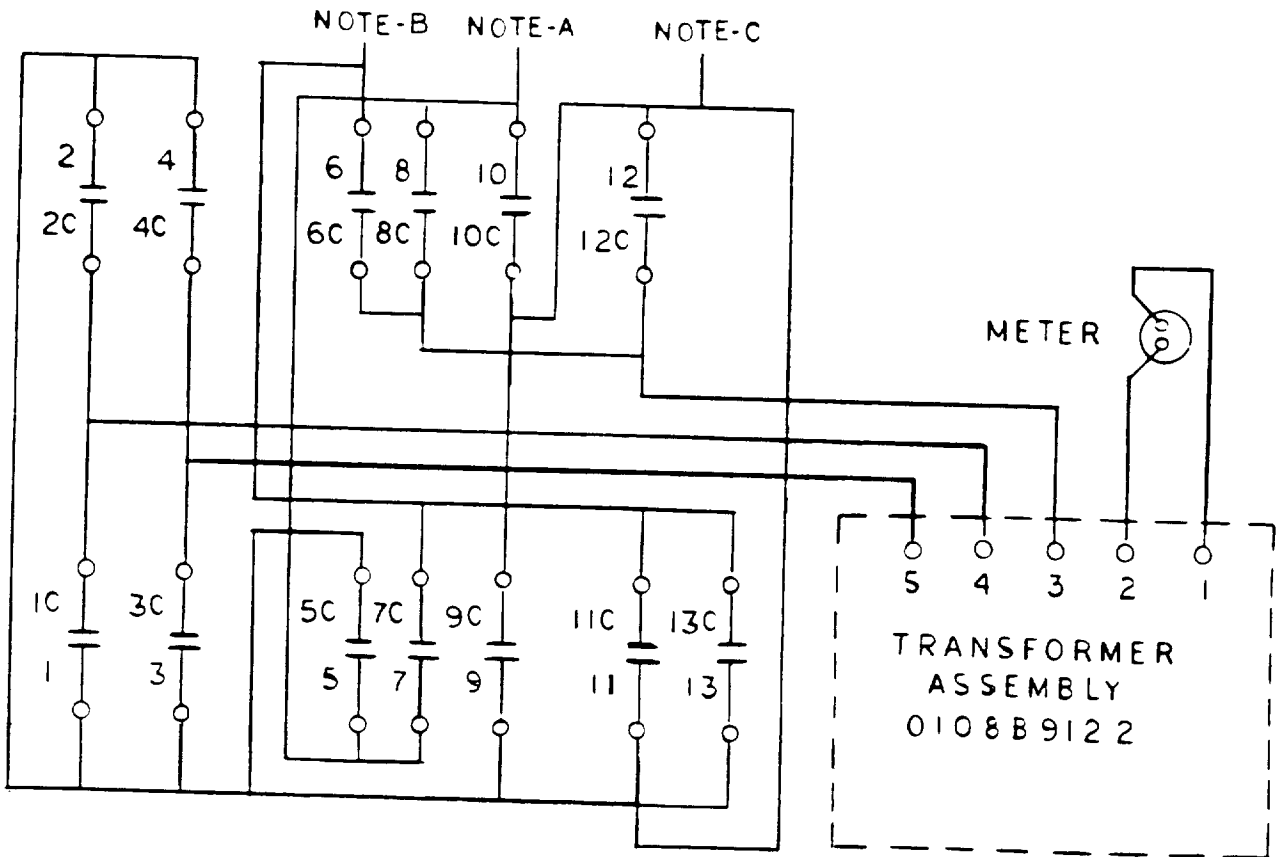 NOTE-B NOTE-A NOTE-C
2 4 6 8 10 12
2C 4C 6C 8C 10C 12C
METER
5 4 3 2 1
1C 3C 5C 7C 9C 11C 13C
1 3 5 7 9 11 13
TRANSFORMER
ASSEMBLY
0108B9122